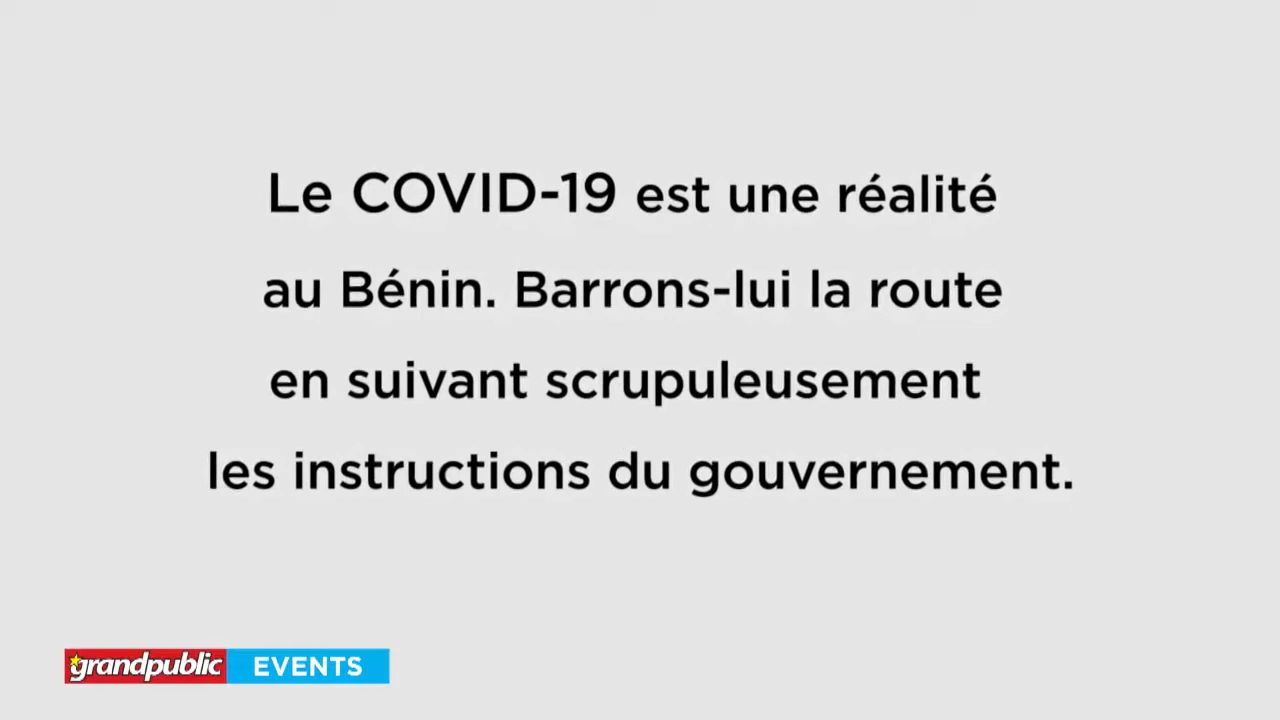 Le COVID-19 est une réalité
au Bénin. Barrons-lui la route
en suivant scrupuleusement
les instructions du gouvernement.
grandpublic EVENTS